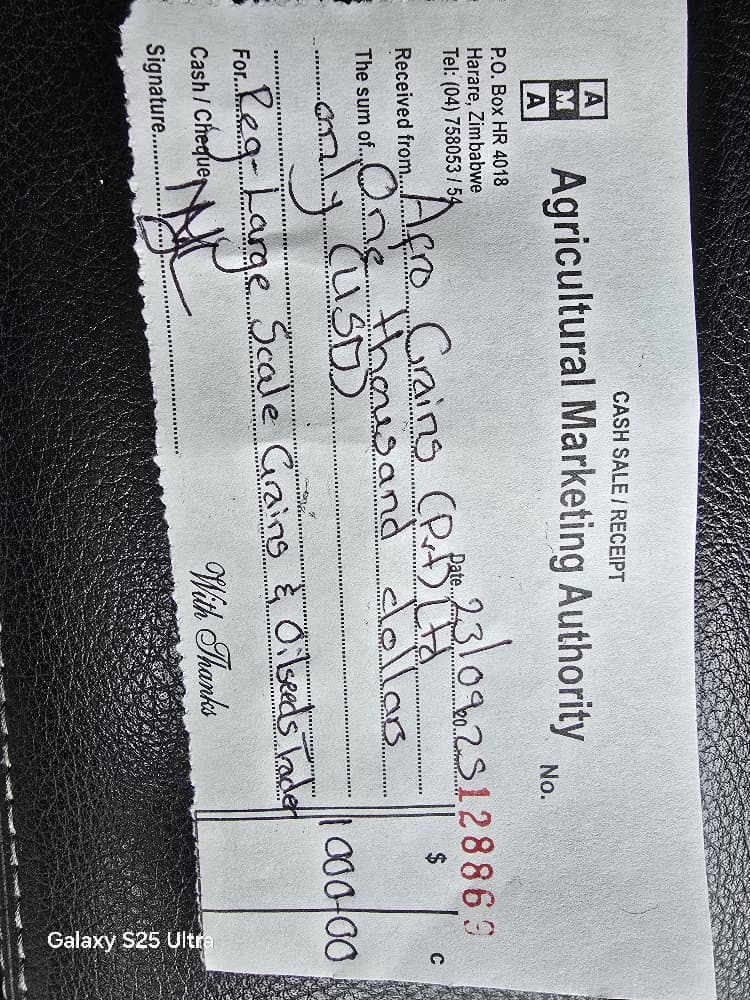 CASH SALE / RECEIPT
A M A
Agricultural Marketing Authority No.
128869
P.O. Box HR 4018
Harare, Zimbabwe
Tel: (04) 758053 / 54
Date 23/09/2025
$ c
Received from Afro Grains (Pvt) Ltd
The sum of One thousand dollars
only (USD)
1000-00
For Reg- Large Scale Grains & Oilseeds Trader
Cash / Cheque
With Thanks
Signature
Galaxy S25 Ultra